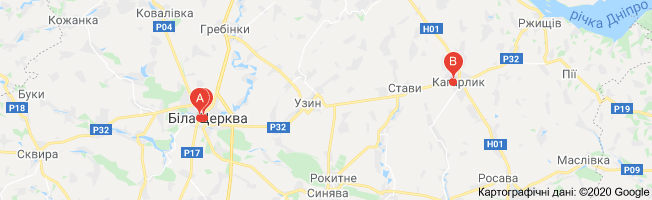 Ковалівка
Кожанка
P04
Гребінки
H01
Ржищів
річка Дніпро
B
P32
Кагарлик
Пії
Буки
P18
A
Стави
Узин
P19
Біла Церква
P32
P32
Сквира
P17
H01
Маслівка
Рокитне
Росава
P09
Синява
Картографічні дані: ©2020 Google